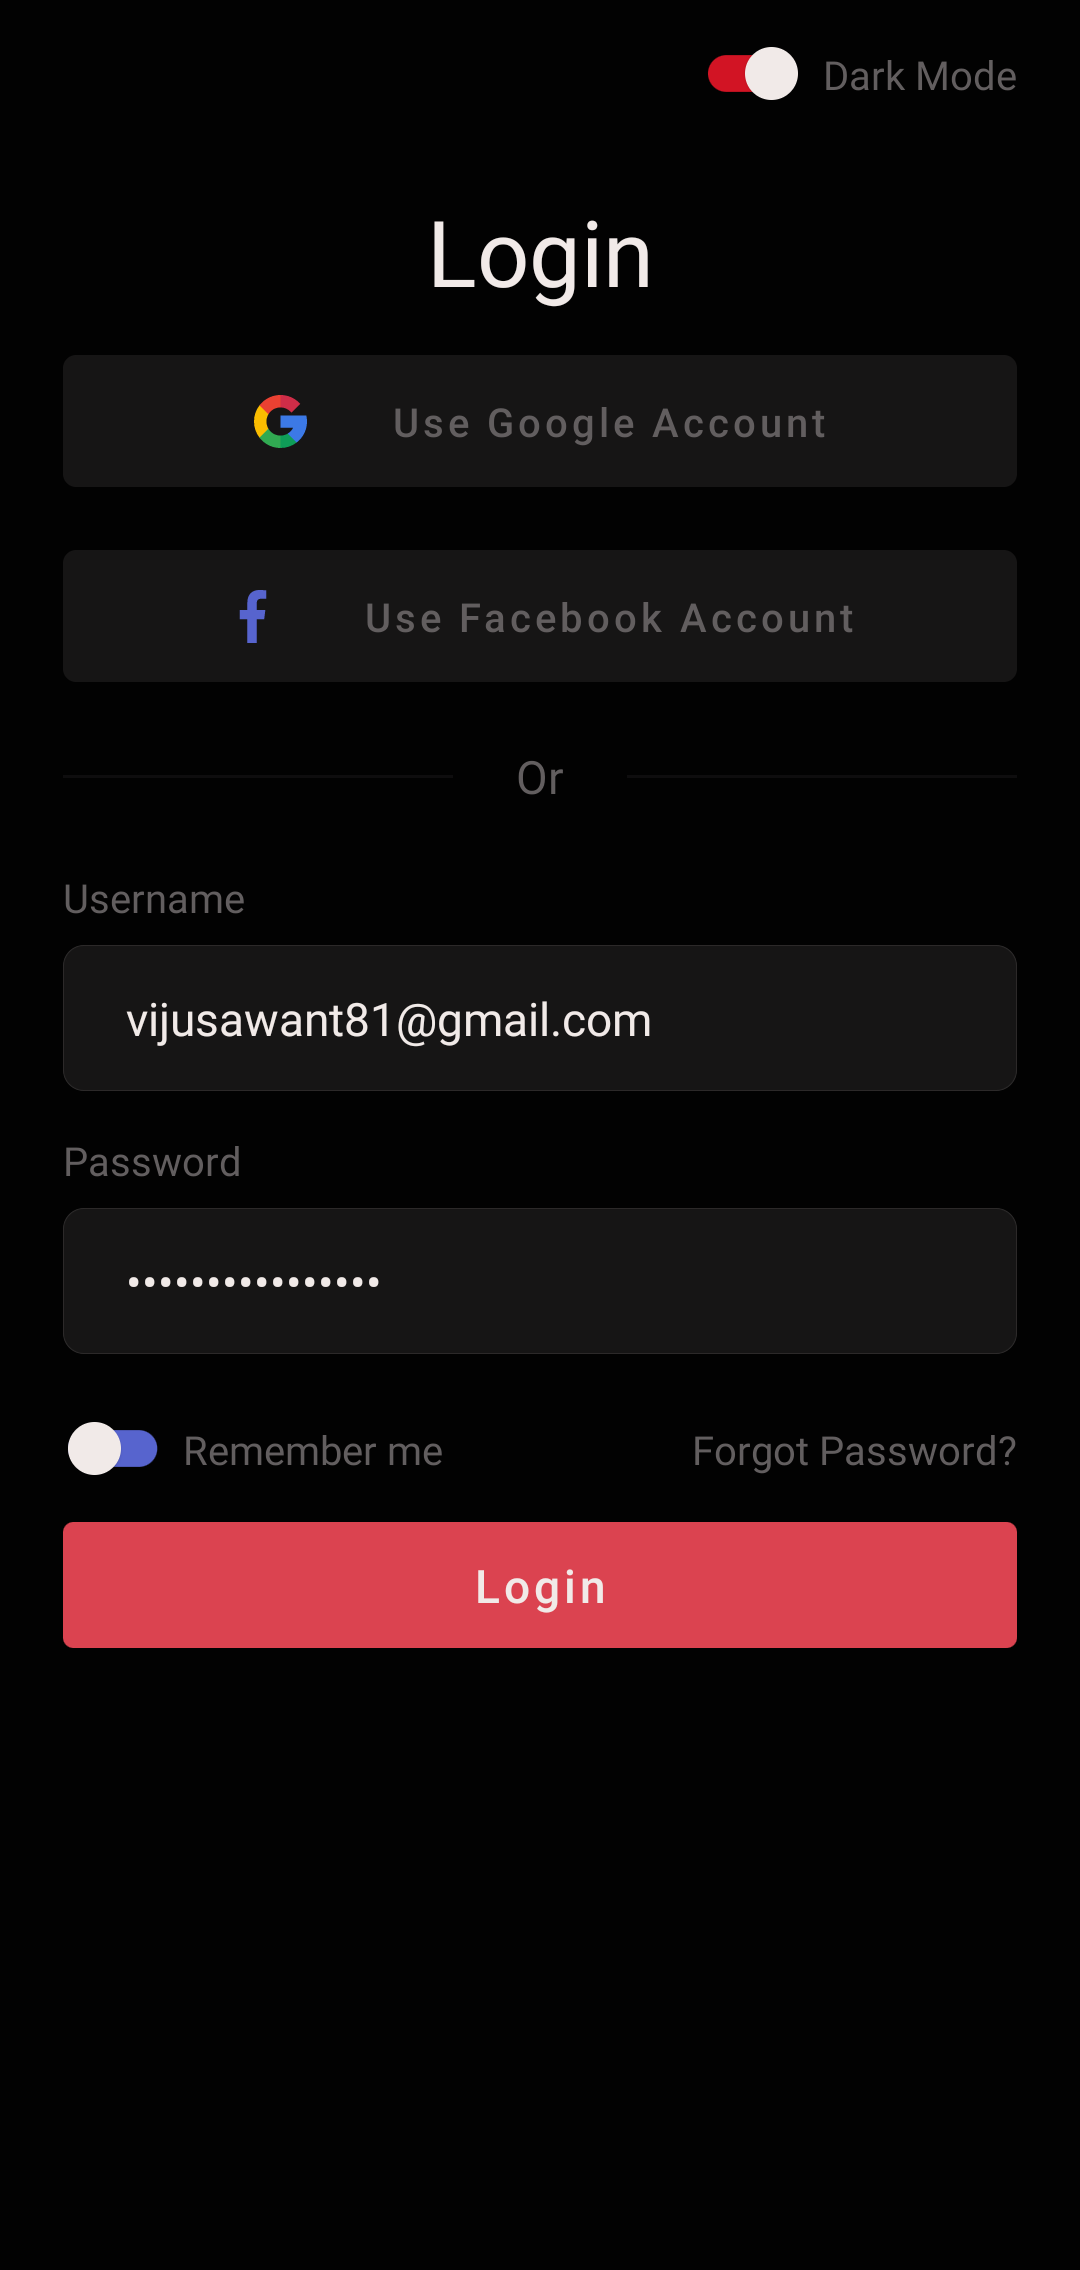 Dark Mode
Login
Use Google Account
Use Facebook Account
Or
Username
vijusawant81@gmail.com
Password
••••••••••••••••
Remember me
Forgot Password?
Login